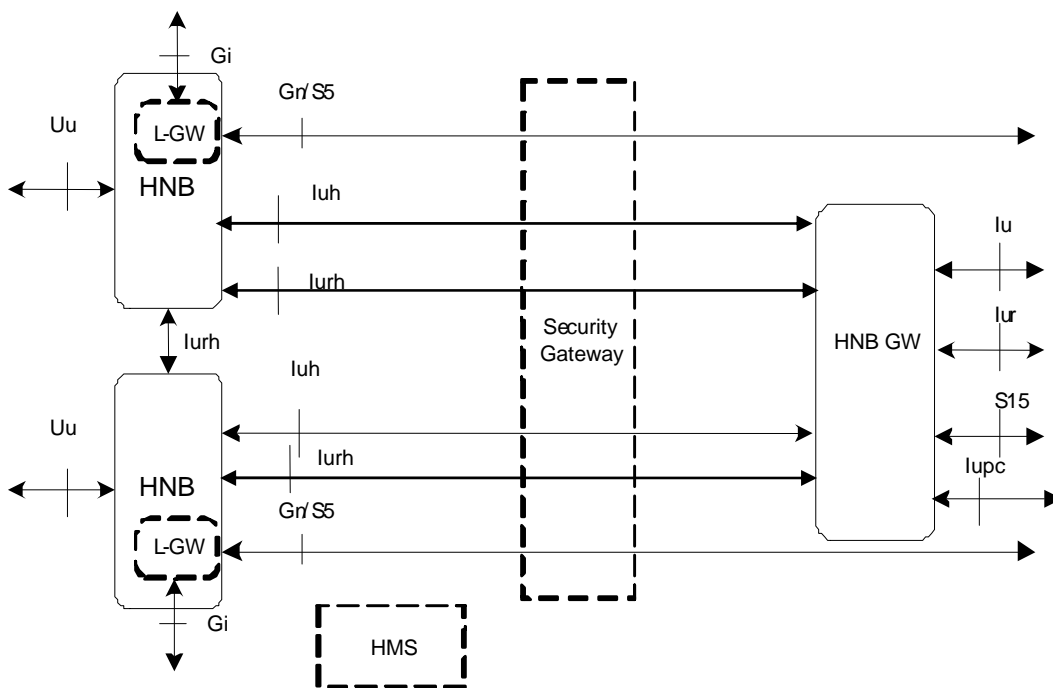 Gi
Gn/S5
Uu
L-GW
HNB
Iuh
Iu
Iurh
Security
Gateway
Iur
HNB GW
Iurh
Iuh
S15
Uu
Iurh
Iupc
HNB
Gn/S5
L-GW
Gi
HMS